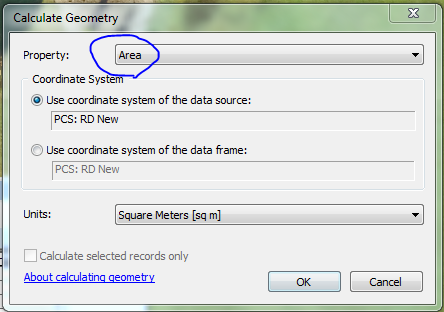 Calculate Geometry
Property: Area
Coordinate System
Use coordinate system of the data source:
PCS: RD New
Use coordinate system of the data frame:
PCS: RD New
Units: Square Meters [sq m]
Calculate selected records only
About calculating geometry
OK Cancel